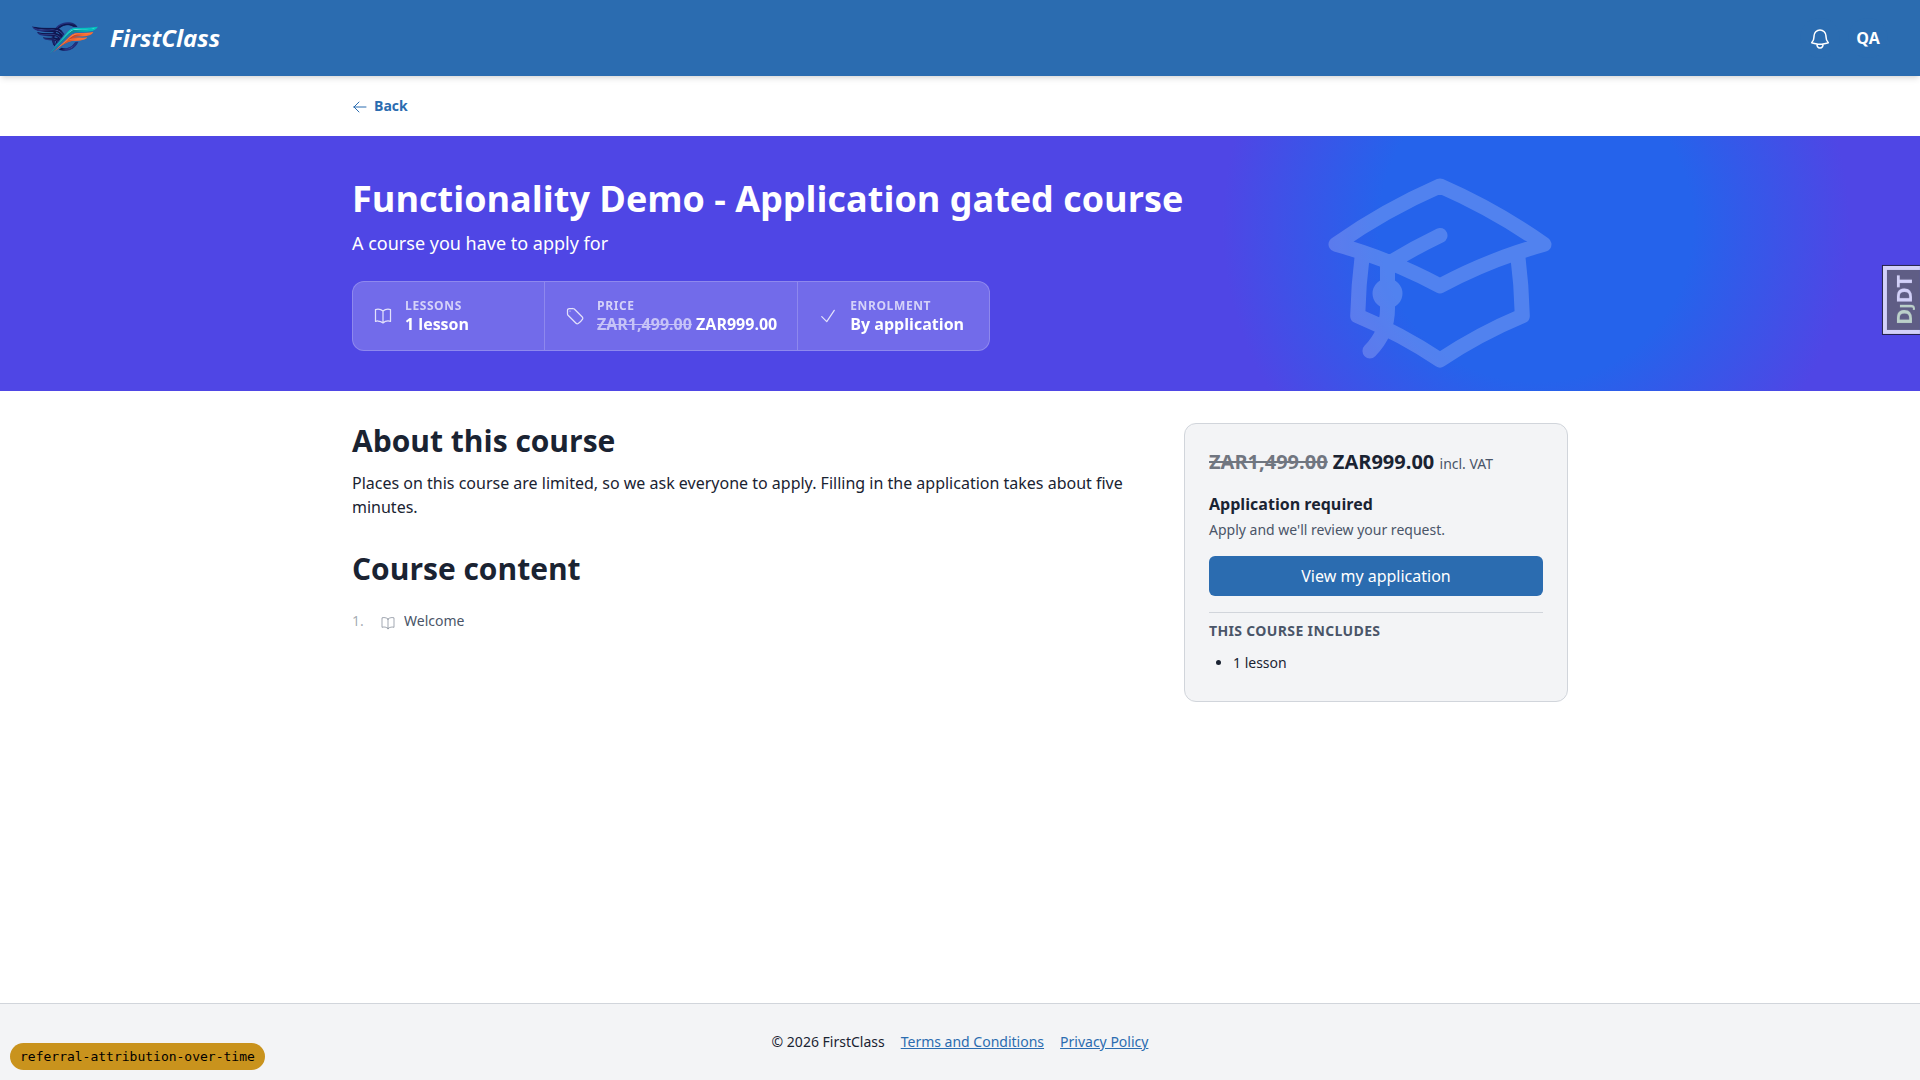 FirstClass
QA
Back
Functionality Demo - Application gated course
A course you have to apply for
LESSONS
1 lesson
PRICE
ZAR1,499.00 ZAR999.00
ENROLMENT
By application
DjDT
About this course
Places on this course are limited, so we ask everyone to apply. Filling in the application takes about five
minutes.
Course content
1. Welcome
ZAR1,499.00 ZAR999.00 incl. VAT
Application required
Apply and we'll review your request.
View my application
THIS COURSE INCLUDES
• 1 lesson
© 2026 FirstClass Terms and Conditions Privacy Policy
referral-attribution-over-time